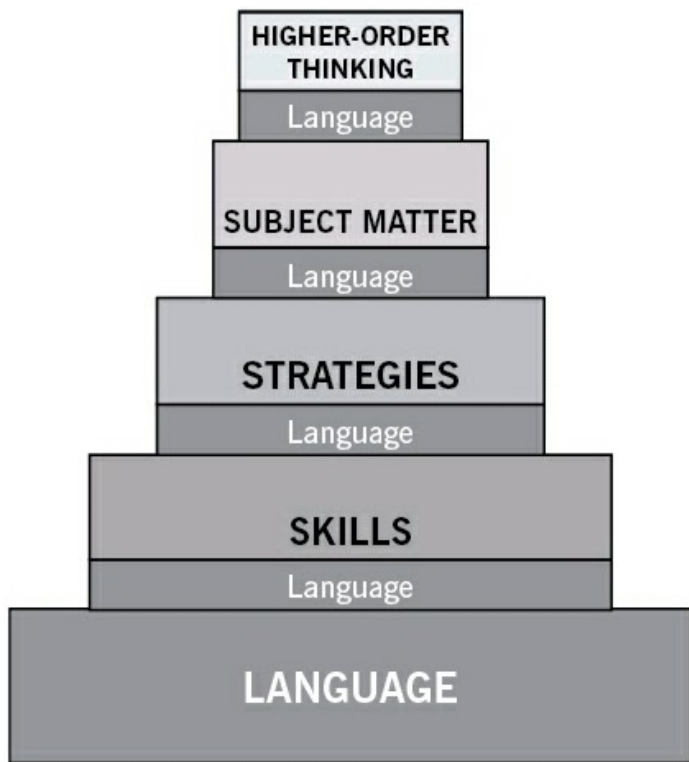 HIGHER-ORDER
THINKING
Language
SUBJECT MATTER
Language
STRATEGIES
Language
SKILLS
Language
LANGUAGE